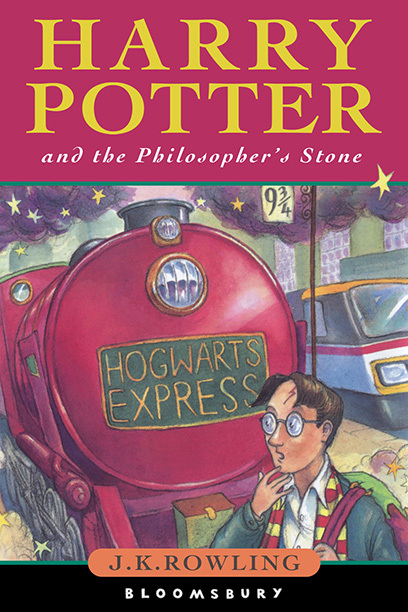 HARRY
POTTER
and the Philosopher's Stone
9¾
HOGWARTS
EXPRESS
J.K.ROWLING
BLOOMSBURY